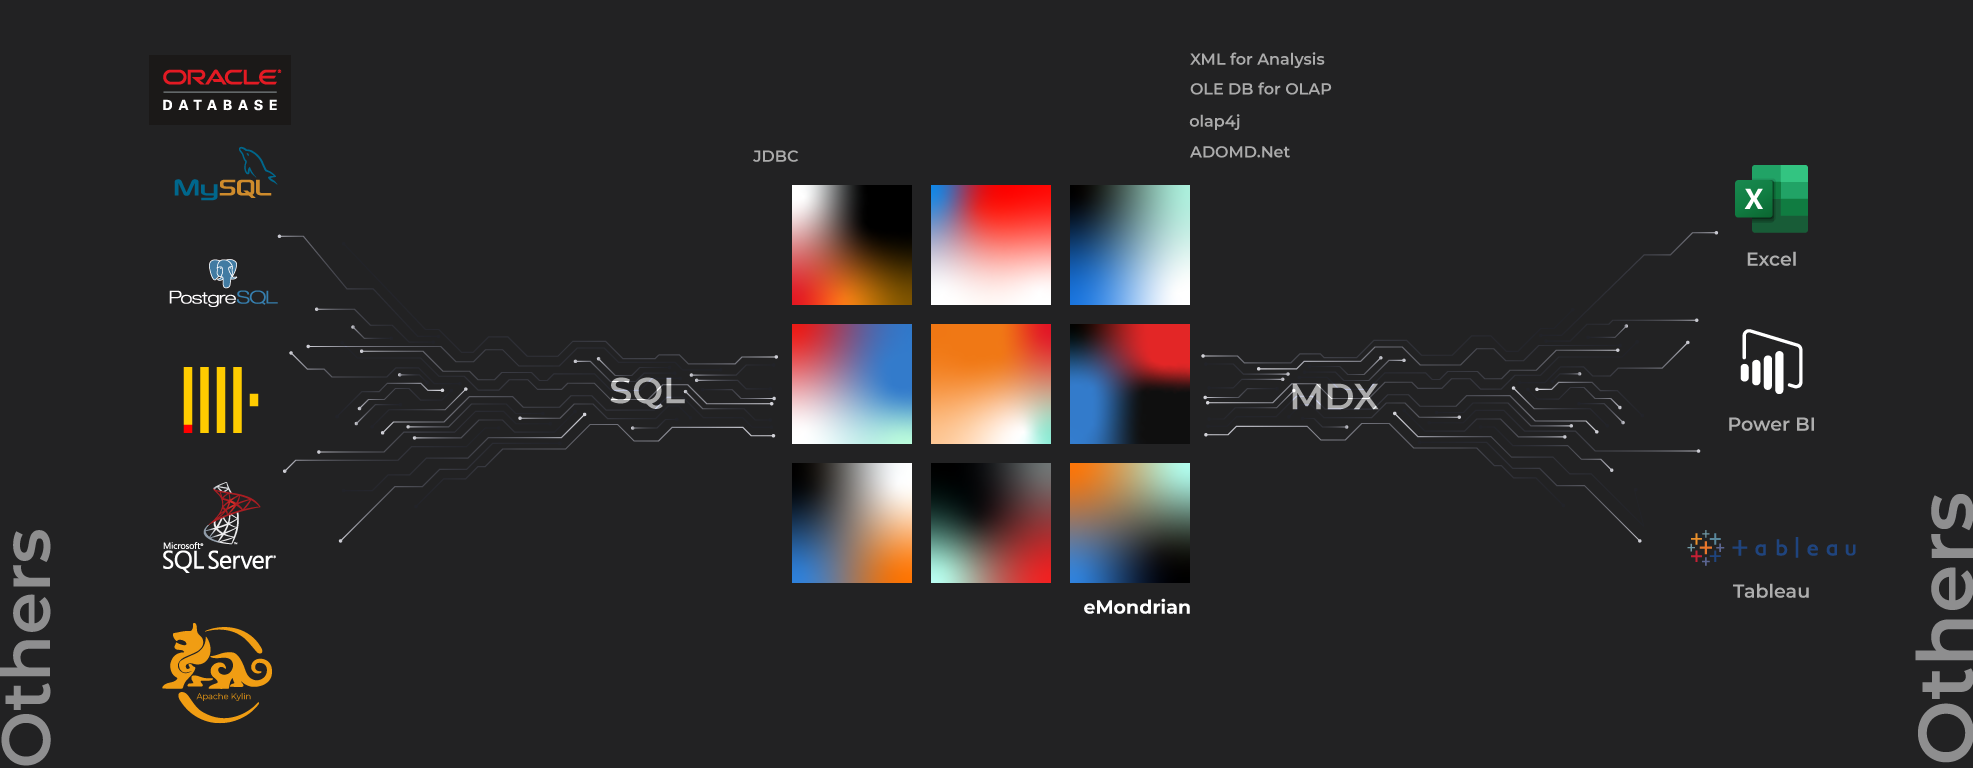 ORACLE
DATABASE
MySQL
PostgreSQL
Microsoft®
SQL Server
Apache Kylin
Others
SQL
JDBC
XML for Analysis
OLE DB for OLAP
olap4j
ADOMD.Net
eMondrian
MDX
X
Excel
Power BI
+ableau
Tableau
Others